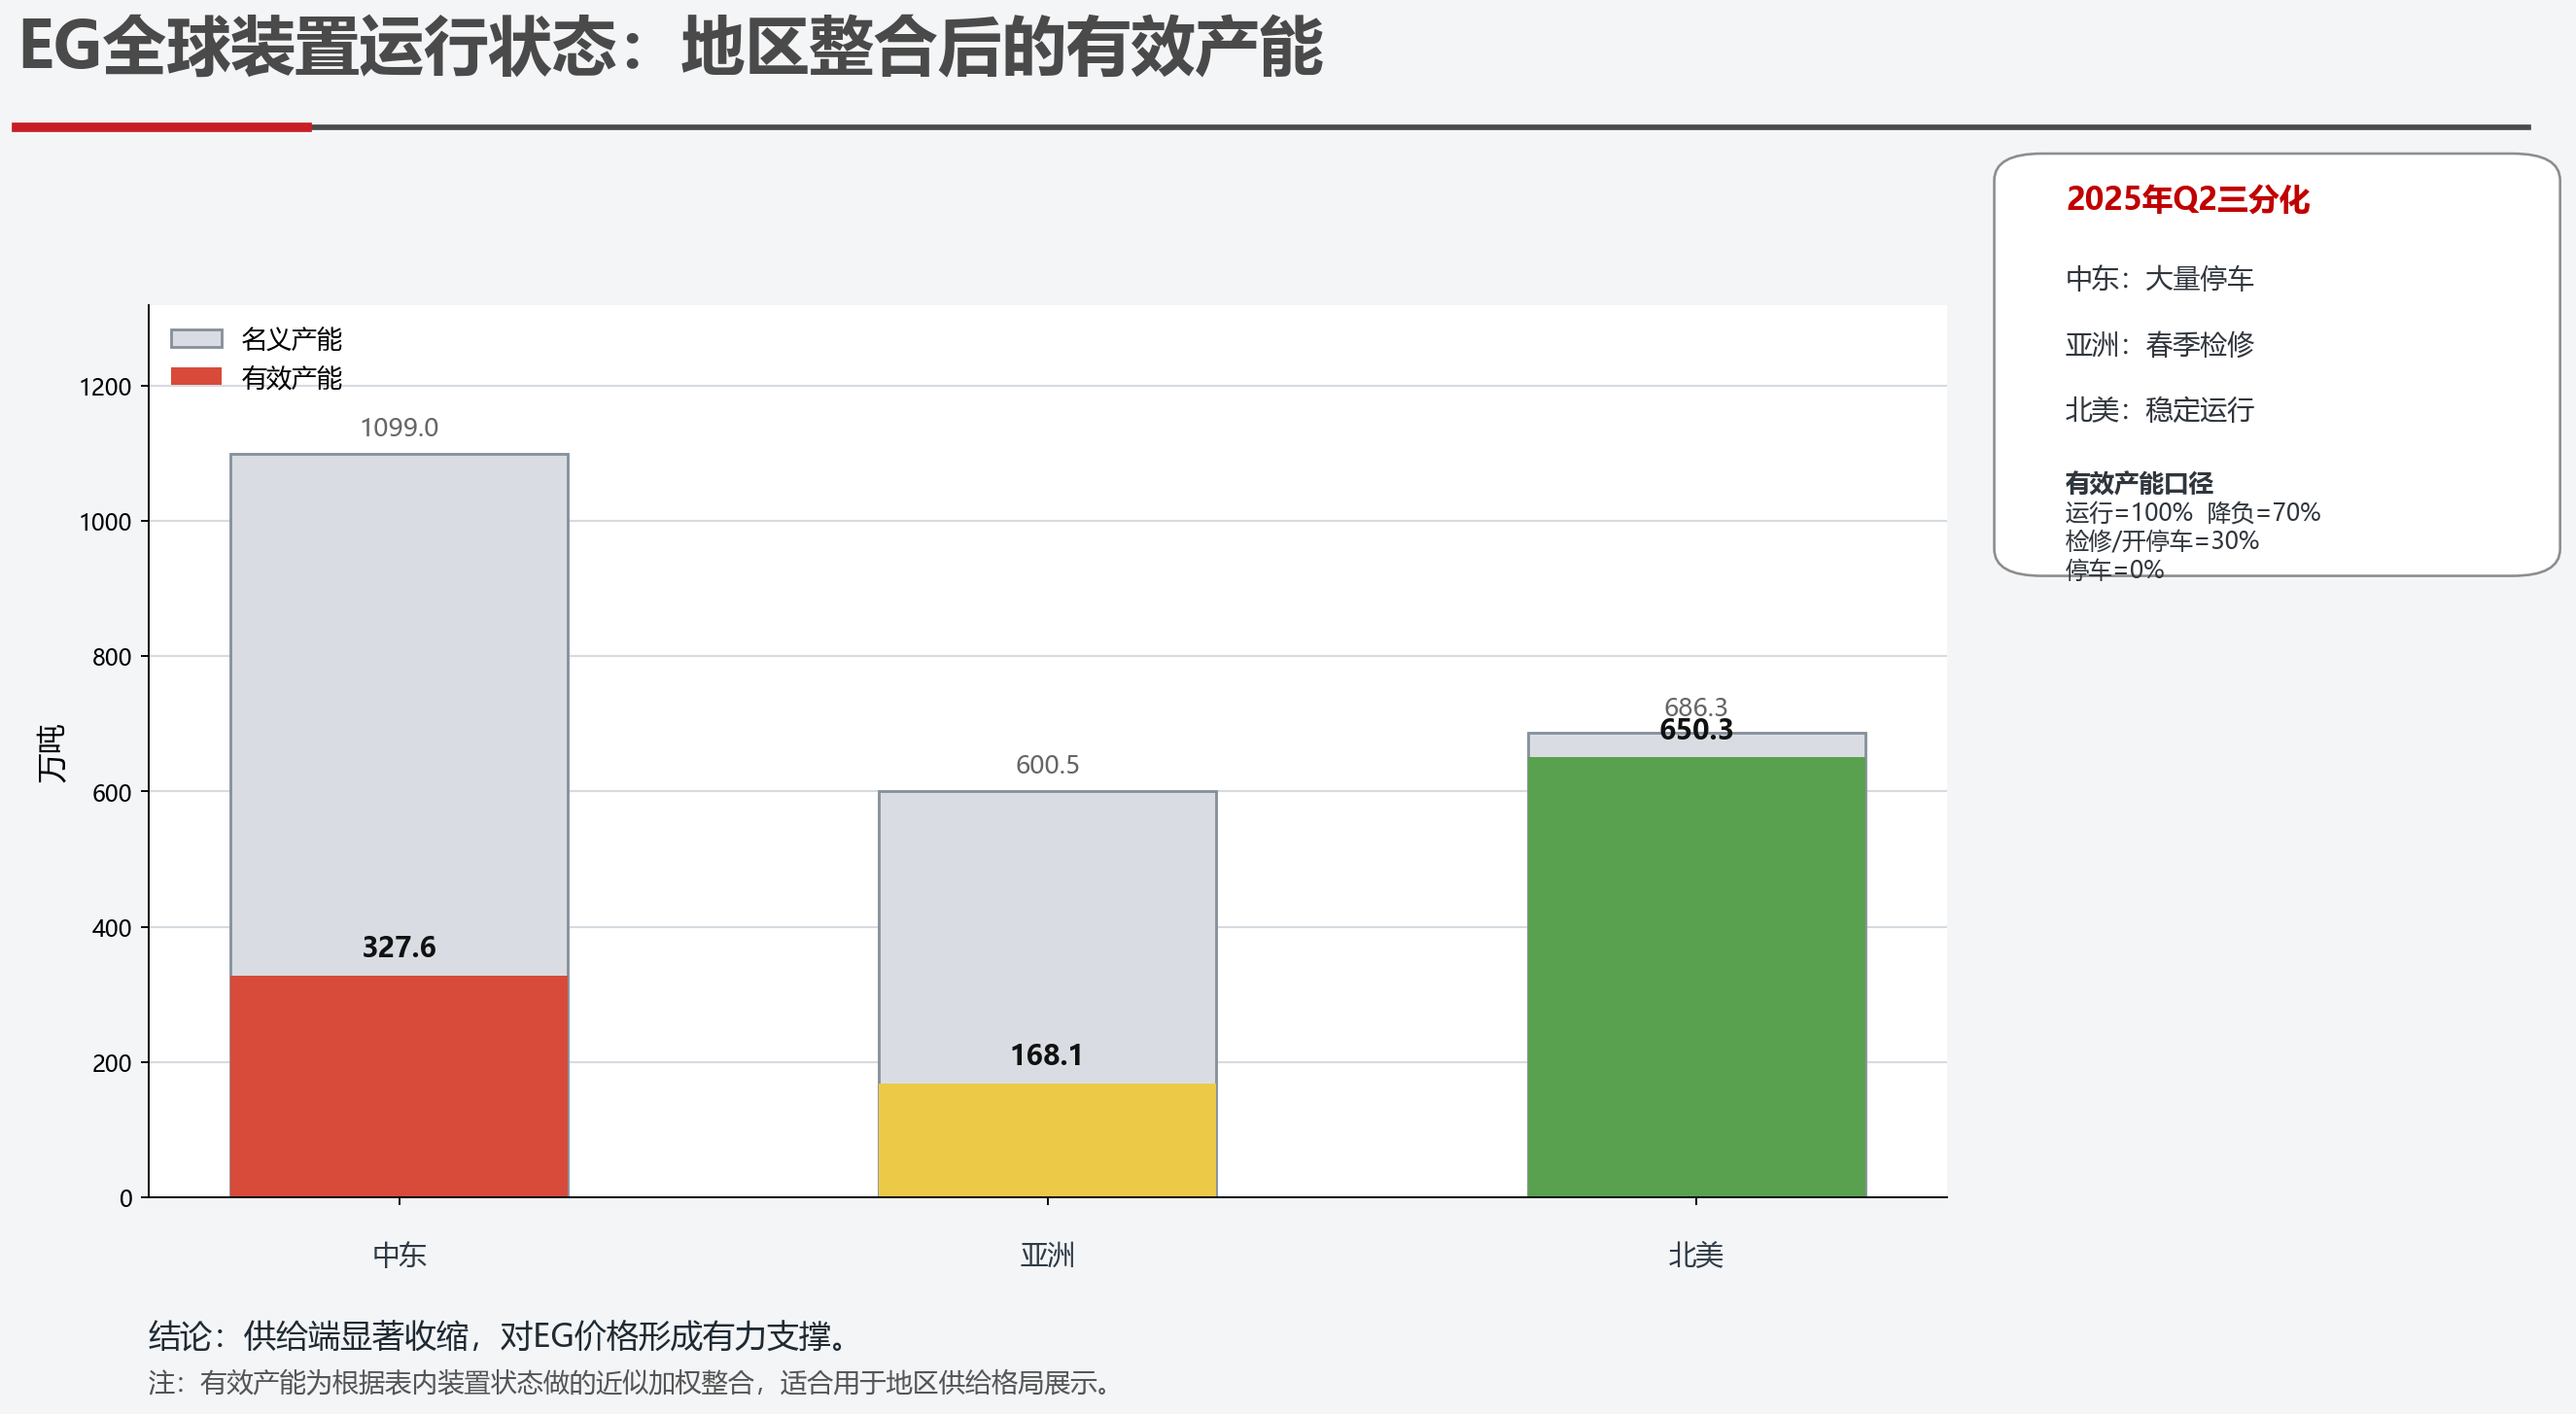 EG全球装置运行状态：地区整合后的有效产能
2025年Q2三分化
中东：大量停车
亚洲：春季检修
北美：稳定运行
有效产能口径
运行=100% 降负=70%
检修/开停车=30%
停车=0%
名义产能
有效产能
万吨
1200
1000
800
600
400
200
0
1099.0
327.6
600.5
168.1
686.3
650.3
中东
亚洲
北美
结论：供给端显著收缩，对EG价格形成有力支撑。
注：有效产能为根据表内装置状态做的近似加权整合，适合用于地区供给格局展示。